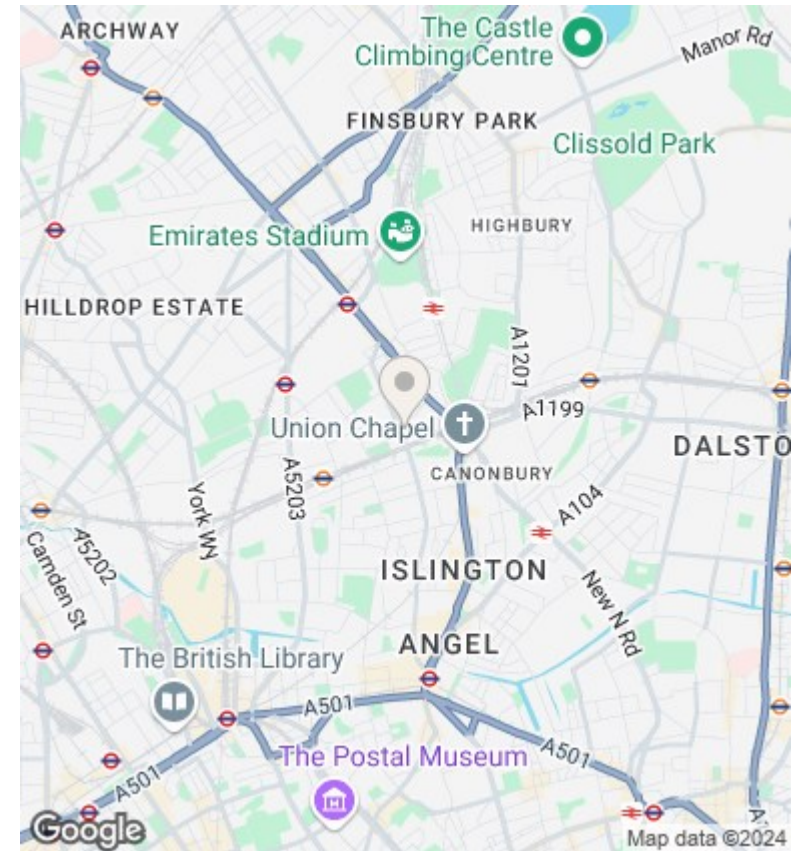 ARCHWAY
The Castle
Climbing Centre
Manor Rd
FINSBURY PARK
Clissold Park
Emirates Stadium
HIGHBURY
HILLDROP ESTATE
A1201
Union Chapel
A1199
DALSTO
A5203
CANONBURY
York Wy
A104
Camden St
A5202
ISLINGTON
New N Rd
ANGEL
The British Library
A501
The Postal Museum
A501
A501
Google
Map data ©2024